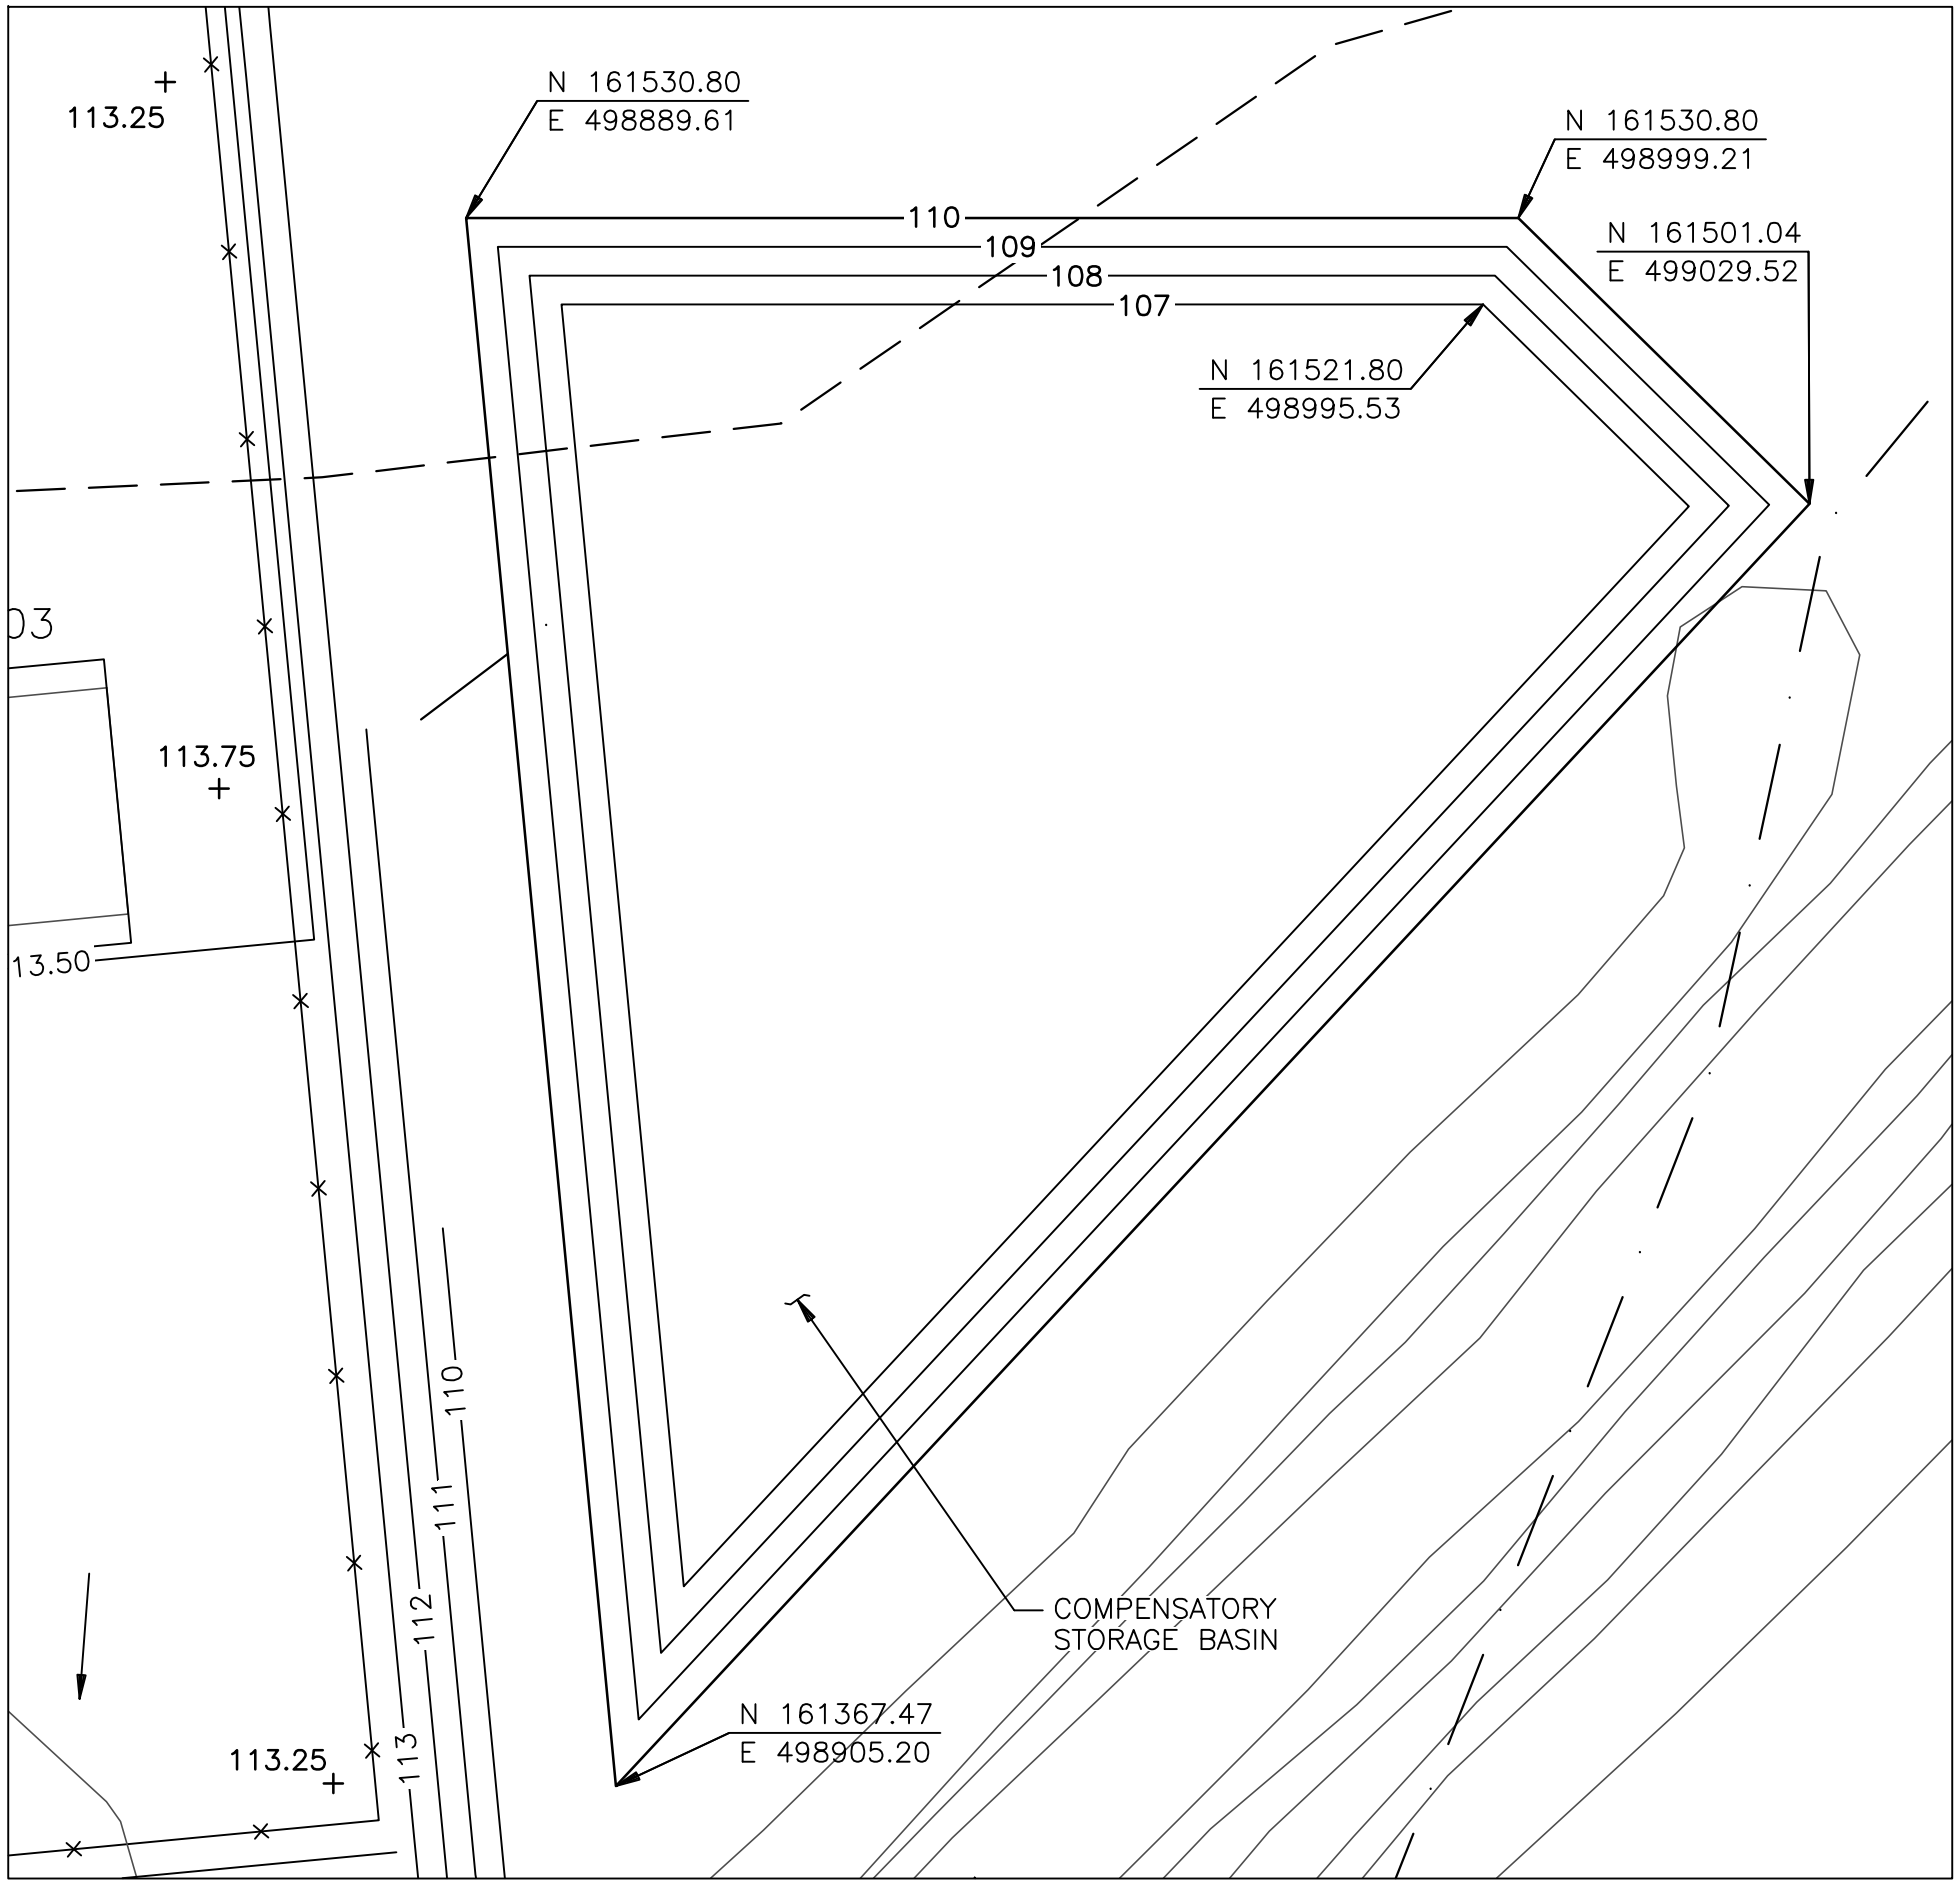 N 161530.80
E 498889.61
113.25
N 161530.80
E 498999.21
110
N 161501.04
E 499029.52
109
108
107
N 161521.80
E 498995.53
03
113.75
13.50
110
111
112
COMPENSATORY
STORAGE BASIN
N 161367.47
E 498905.20
113
113.25